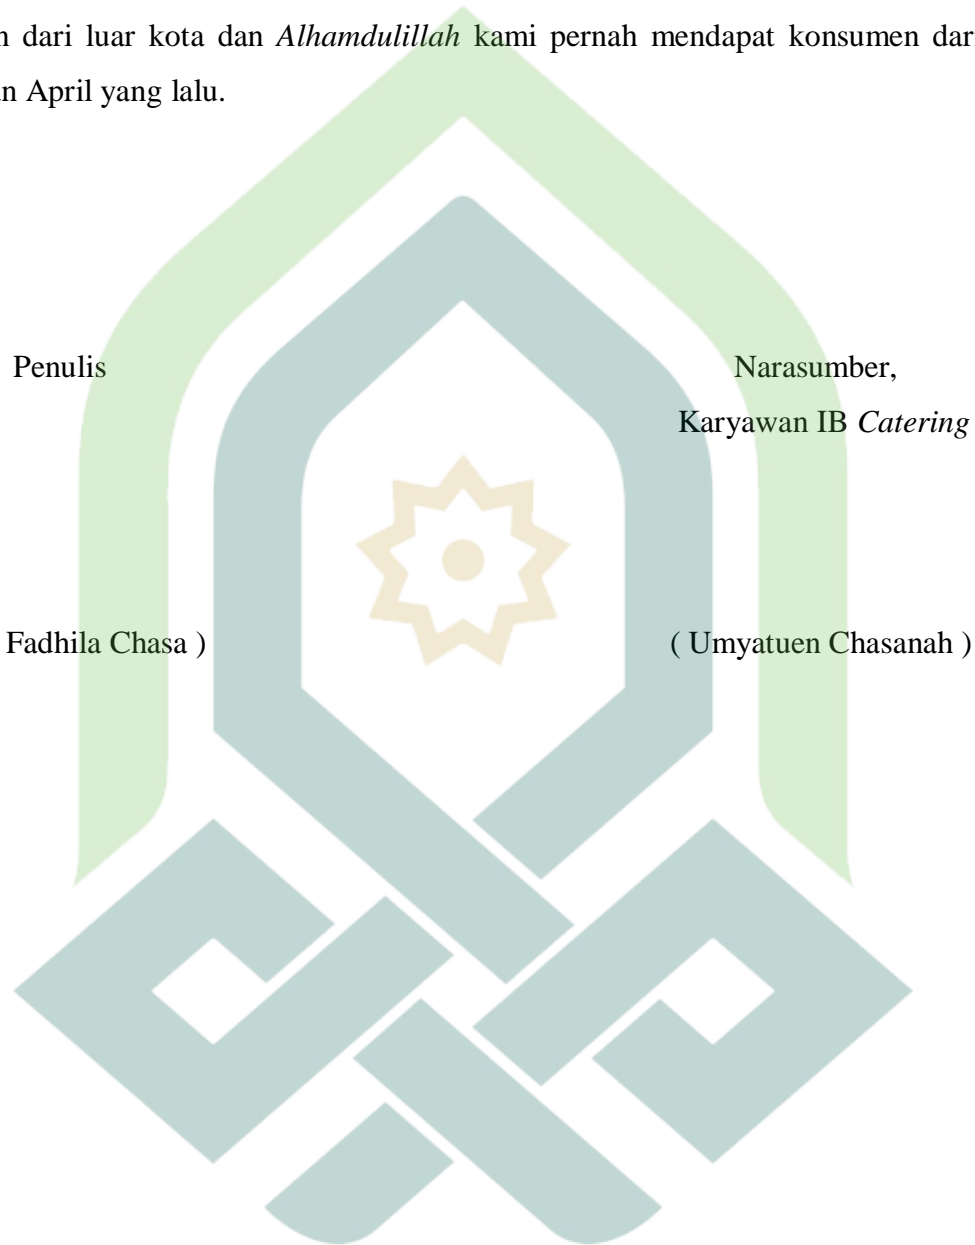 dari luar kota dan Alhamdulillah kami pernah mendapat konsumen
April yang lalu.
Penulis
Narasumber,
Karyawan IB Catering
Fadhila Chasa )
( Umyatuen Chasanah )